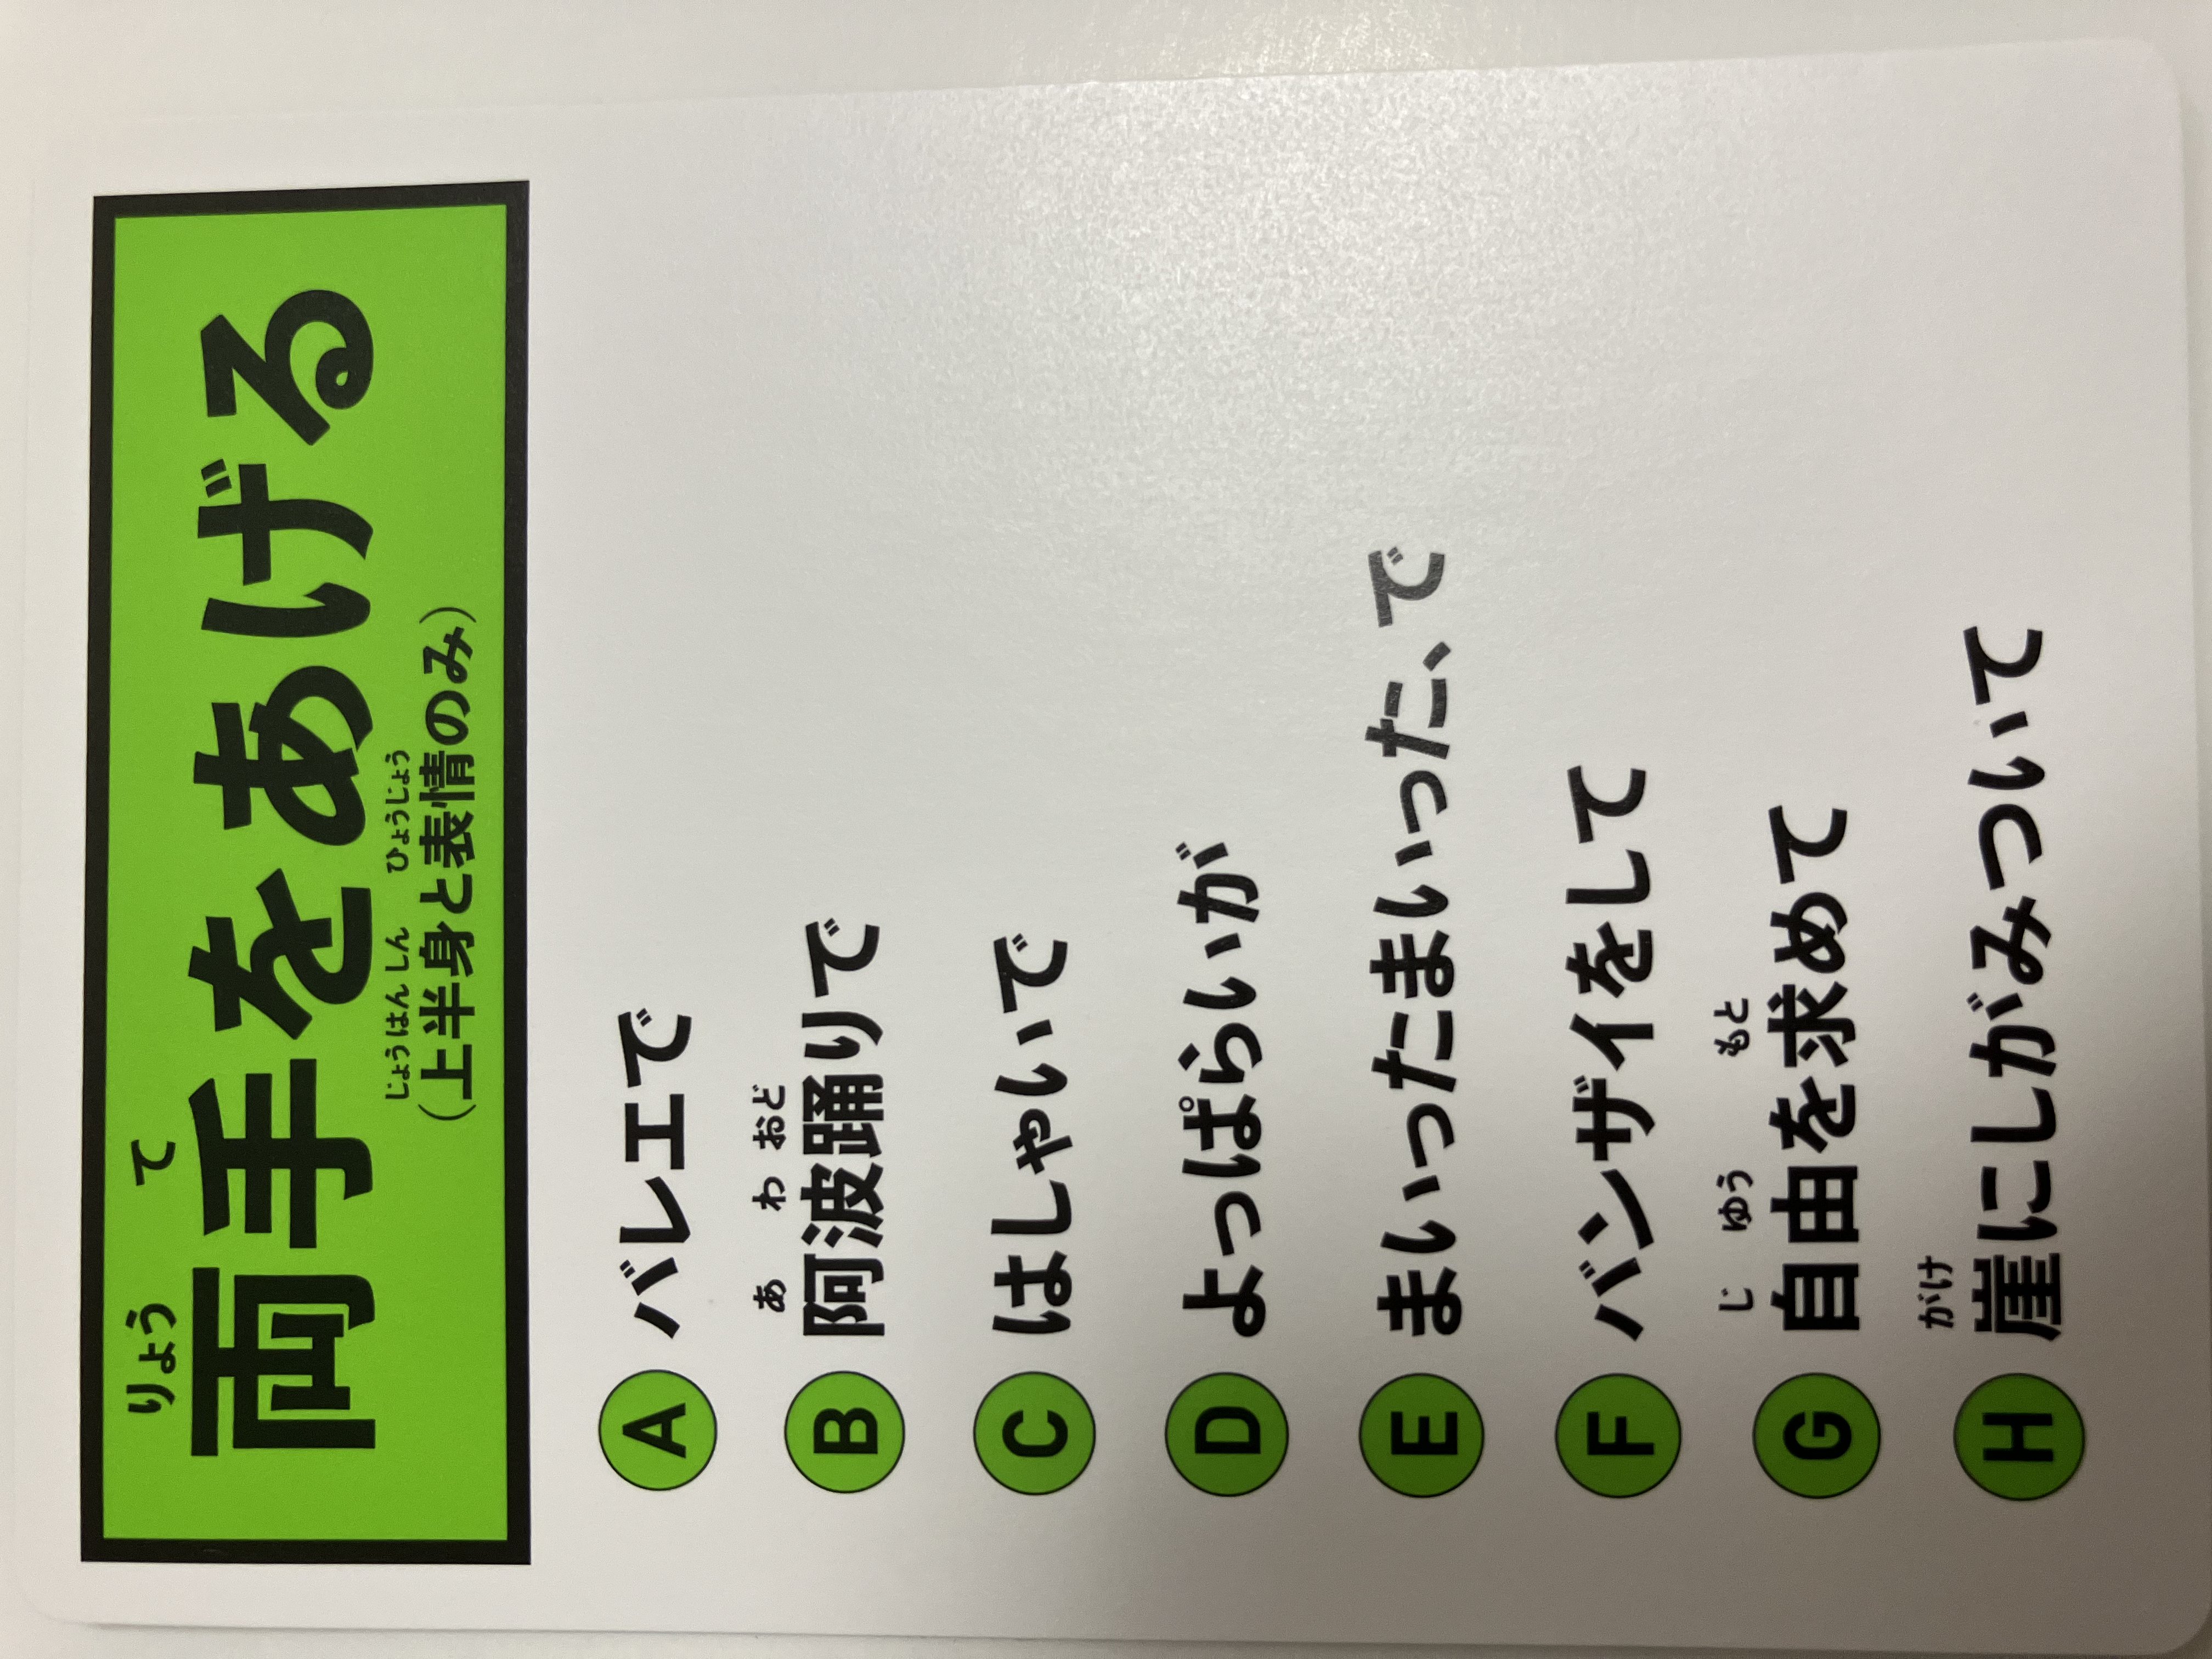 りょう て
両手をあげる
じょうはんしん ひょうじょう
（上半身と表情のみ）
A バレエで
あ わ おど
B 阿波踊りで
C はしゃいで
D よっぱらいが
E まいったまいった、で
F バンザイをして
じ ゆう もと
G 自由を求めて
がけ
H 崖にしがみついて